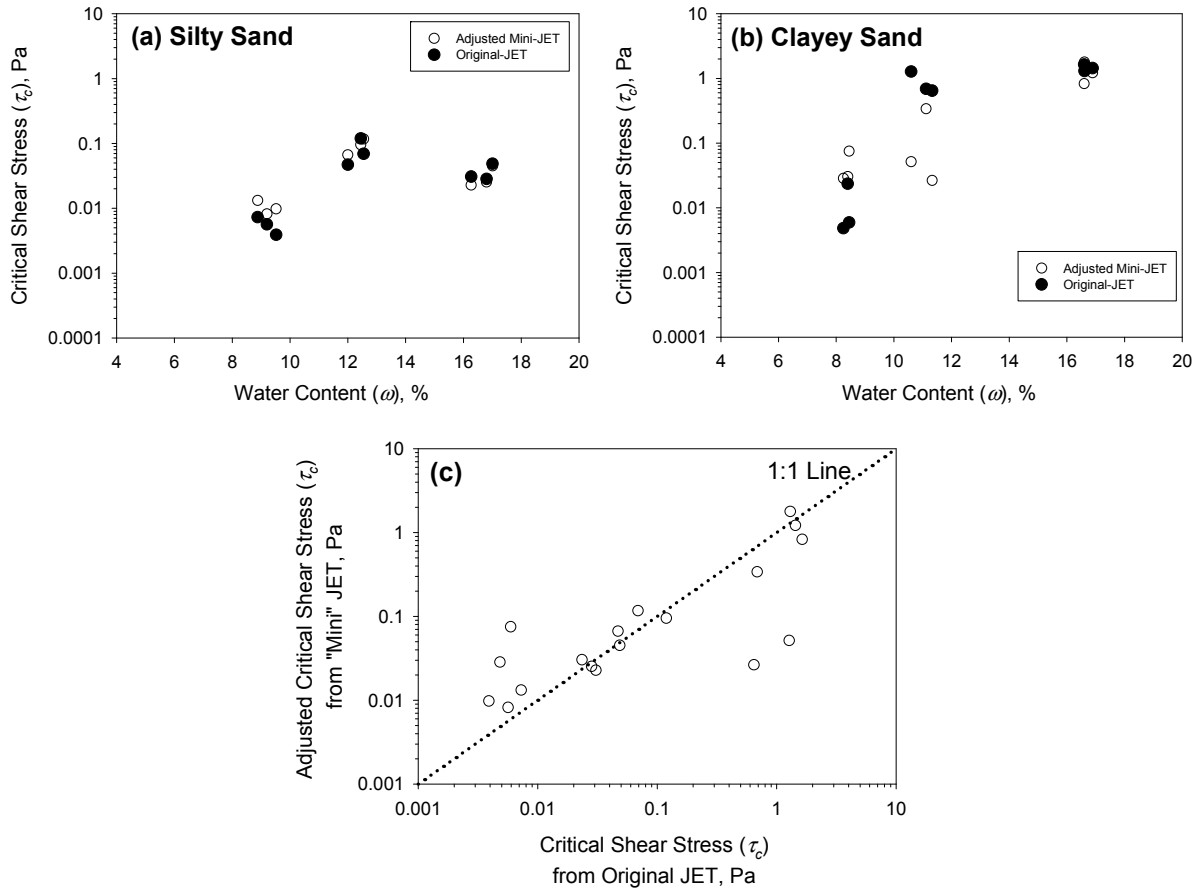 (a) Silty Sand
Adjusted Mini-JET
Original-JET
Critical Shear Stress (τc), Pa
10
1
0.1
0.01
0.001
0.0001
4 6 8 10 12 14 16 18 20
Water Content (ω), %
(b) Clayey Sand
Adjusted Mini-JET
Original-JET
Critical Shear Stress (τc), Pa
10
1
0.1
0.01
0.001
0.0001
4 6 8 10 12 14 16 18 20
Water Content (ω), %
(c)
1:1 Line
Adjusted Critical Shear Stress (τc)
from "Mini" JET, Pa
10
1
0.1
0.01
0.001
0.001 0.01 0.1 1 10
Critical Shear Stress (τc)
from Original JET, Pa